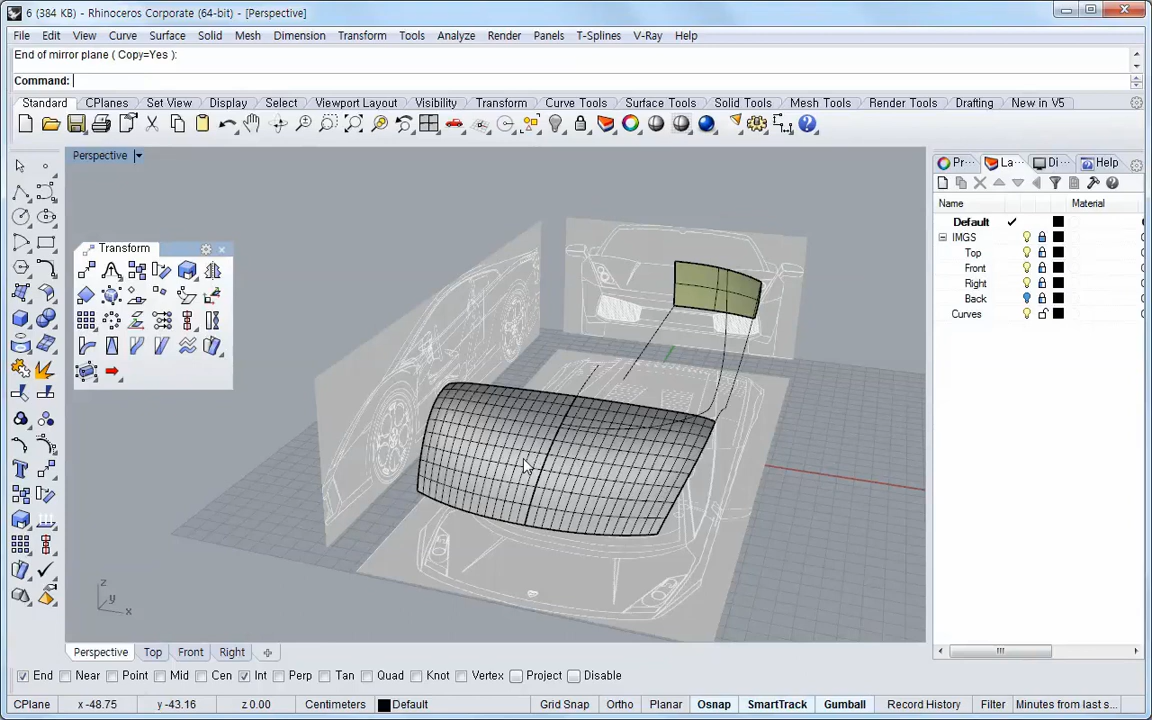 6 (384 KB) - Rhinoceros Corporate (64-bit) - [Perspective]
File Edit View Curve Surface Solid Mesh Dimension Transform Tools Analyze Render Panels T-Splines V-Ray Help
End of mirror plane ( Copy=Yes ):
Command:
Standard CPlanes Set View Display Select Viewport Layout Visibility Transform Curve Tools Surface Tools Solid Tools Mesh Tools Render Tools Drafting New in V5
Perspective
Pr... La... Di... Help
Name Material
Default
IMGS
Top
Front
Right
Back
Curves
Transform
z
y
x
Perspective Top Front Right
End Near Point Mid Cen Int Perp Tan Quad Knot Vertex Project Disable
CPlane x -48.75 y -43.16 z 0.00 Centimeters Default Grid Snap Ortho Planar Osnap SmartTrack Gumball Record History Filter Minutes from last s...